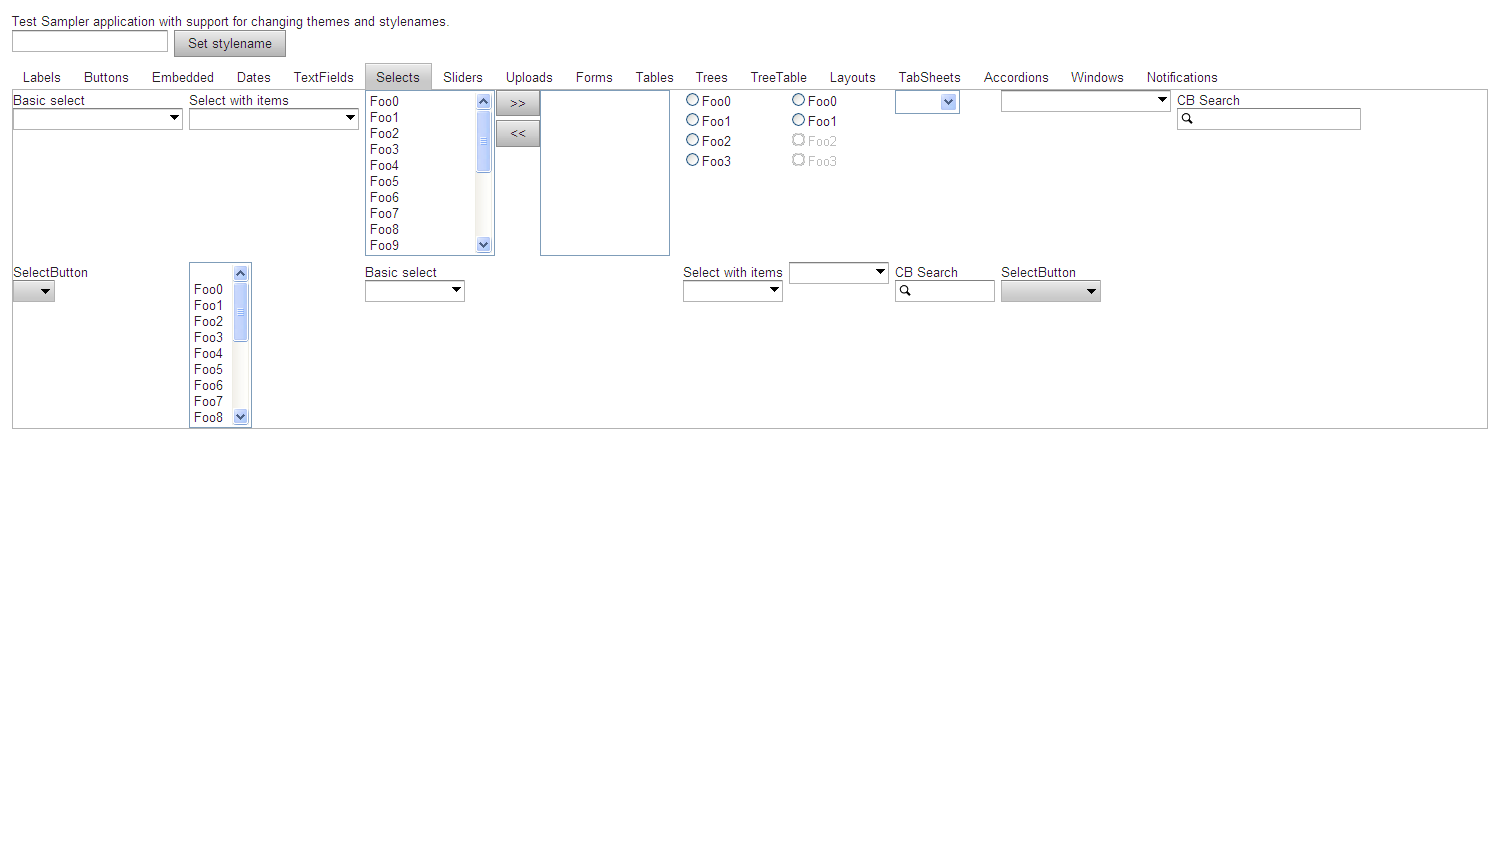 Test Sampler application with support for changing themes and stylenames.
Set stylename
Labels Buttons Embedded Dates TextFields Selects Sliders Uploads Forms Tables Trees TreeTable Layouts TabSheets Accordions Windows Notifications
Basic select
Select with items
Foo0
Foo1
Foo2
Foo3
Foo4
Foo5
Foo6
Foo7
Foo8
Foo9
>>
<<
Foo0
Foo1
Foo2
Foo3
Foo0
Foo1
Foo2
Foo3
CB Search
SelectButton
Foo0
Foo1
Foo2
Foo3
Foo4
Foo5
Foo6
Foo7
Foo8
Basic select
Select with items
CB Search
SelectButton